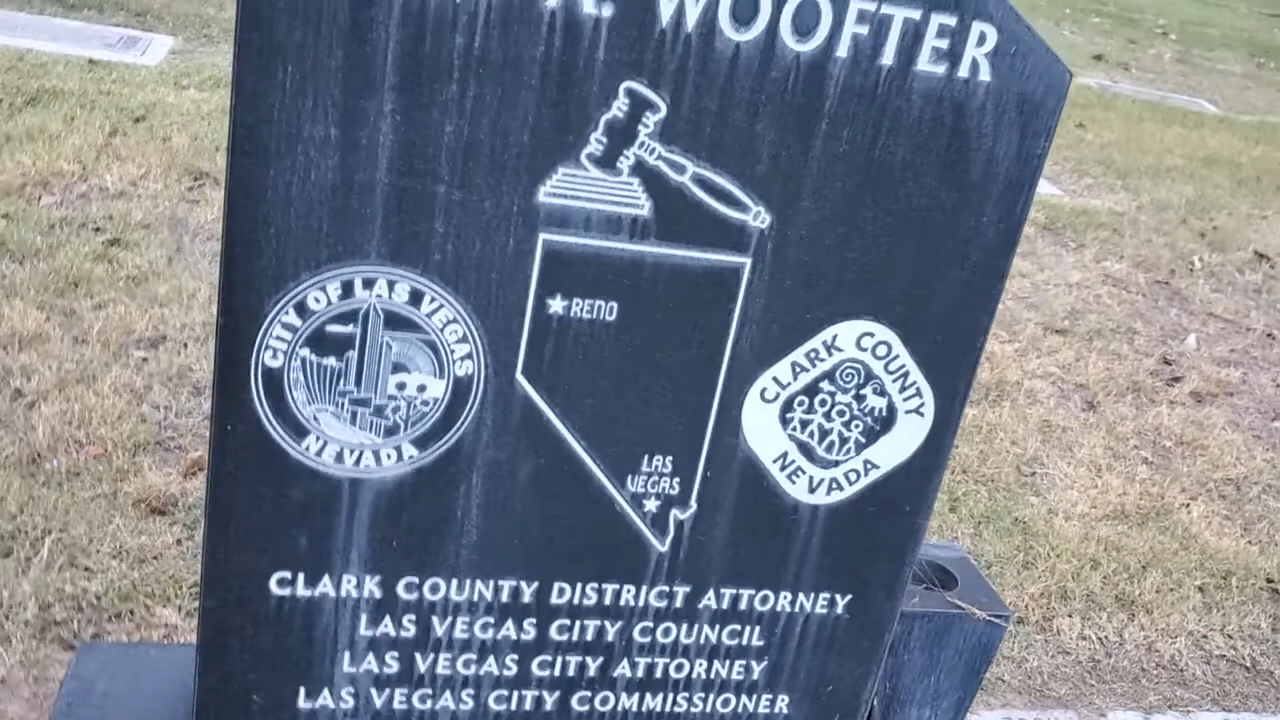 A. WOOFTER
CITY OF LAS VEGAS
NEVADA
RENO
LAS
VEGAS
CLARK COUNTY
NEVADA
CLARK COUNTY DISTRICT ATTORNEY
LAS VEGAS CITY COUNCIL
LAS VEGAS CITY ATTORNEY
LAS VEGAS CITY COMMISSIONER